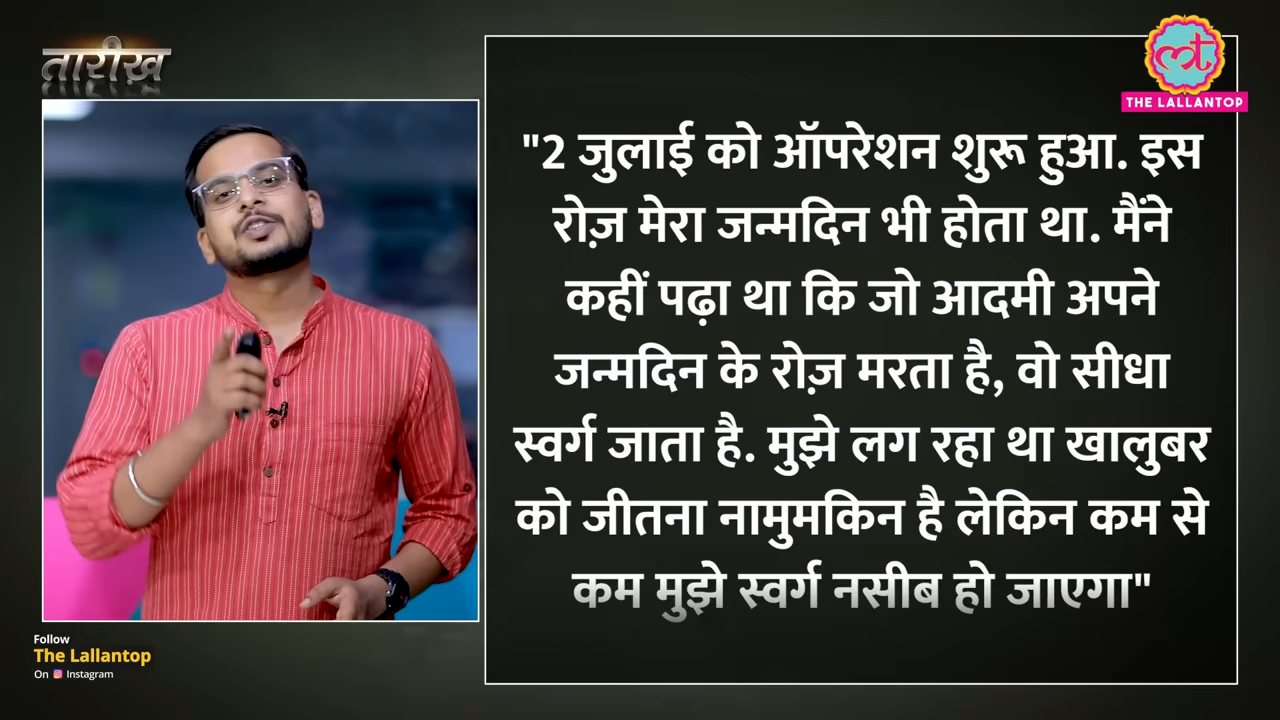 तारीख़
lt
THE LALLANTOP
"2 जुलाई को ऑपरेशन शुरू हुआ. इस
रोज़ मेरा जन्मदिन भी होता था. मैंने
कहीं पढ़ा था कि जो आदमी अपने
जन्मदिन के रोज़ मरता है, वो सीधा
स्वर्ग जाता है. मुझे लग रहा था खालुबर
को जीतना नामुमकिन है लेकिन कम से
कम मुझे स्वर्ग नसीब हो जाएगा"
Follow
The Lallantop
On Instagram